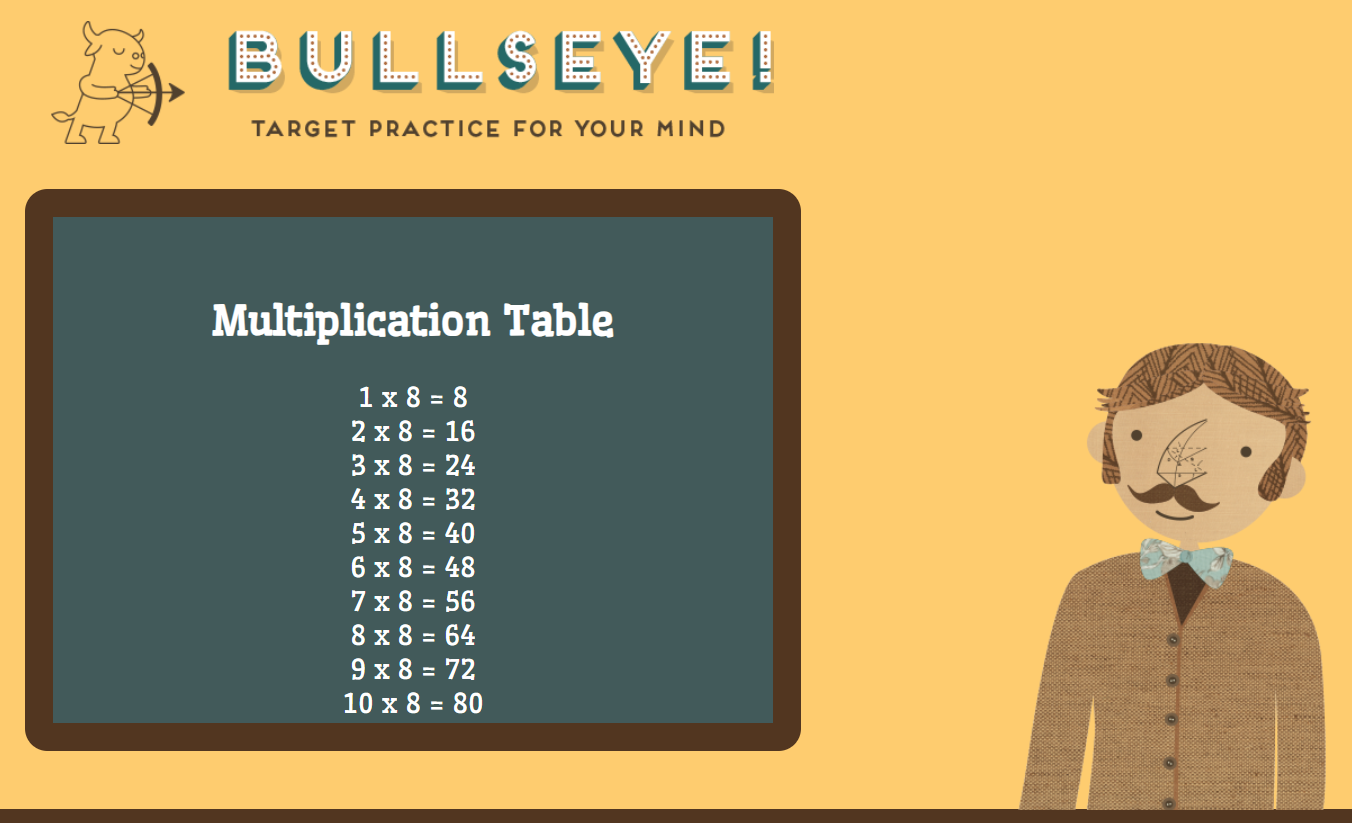 BULLSEYE!
TARGET PRACTICE FOR YOUR MIND
Multiplication Table
1 x 8 = 8
2 x 8 = 16
3 x 8 = 24
4 x 8 = 32
5 x 8 = 40
6 x 8 = 48
7 x 8 = 56
8 x 8 = 64
9 x 8 = 72
10 x 8 = 80